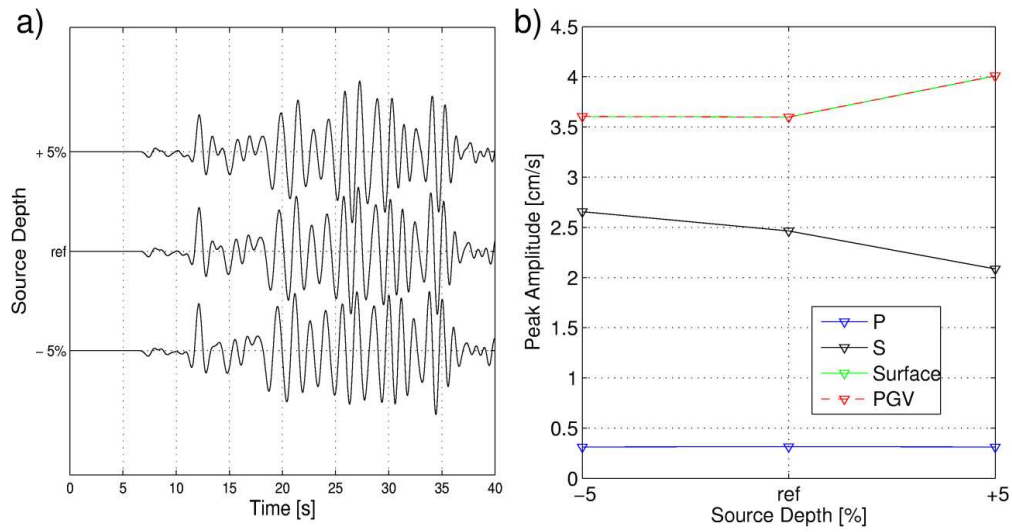 a)
+ 5%
ref
− 5%
Source Depth
0 5 10 15 20 25 30 35 40
Time [s]
b)
4.5
4
3.5
3
2.5
2
1.5
1
0.5
0
Peak Amplitude [cm/s]
P
S
Surface
PGV
−5 ref +5
Source Depth [%]